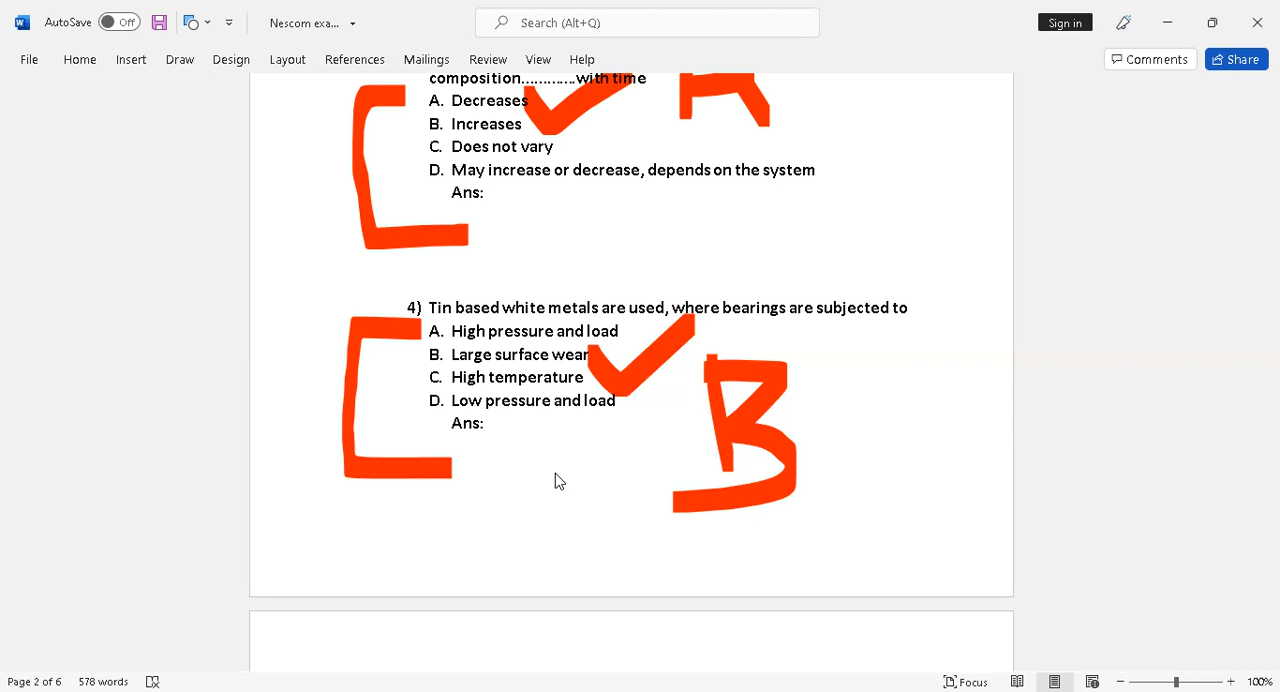 AutoSave Off Nescom exa... Search (Alt+Q) Sign in
File Home Insert Draw Design Layout References Mailings Review View Help Comments Share
composition............with time
A. Decreases
B. Increases
C. Does not vary
D. May increase or decrease, depends on the system
Ans:
A
4) Tin based white metals are used, where bearings are subjected to
A. High pressure and load
B. Large surface wear
C. High temperature
D. Low pressure and load
Ans:
B
Page 2 of 6 578 words Focus 100%